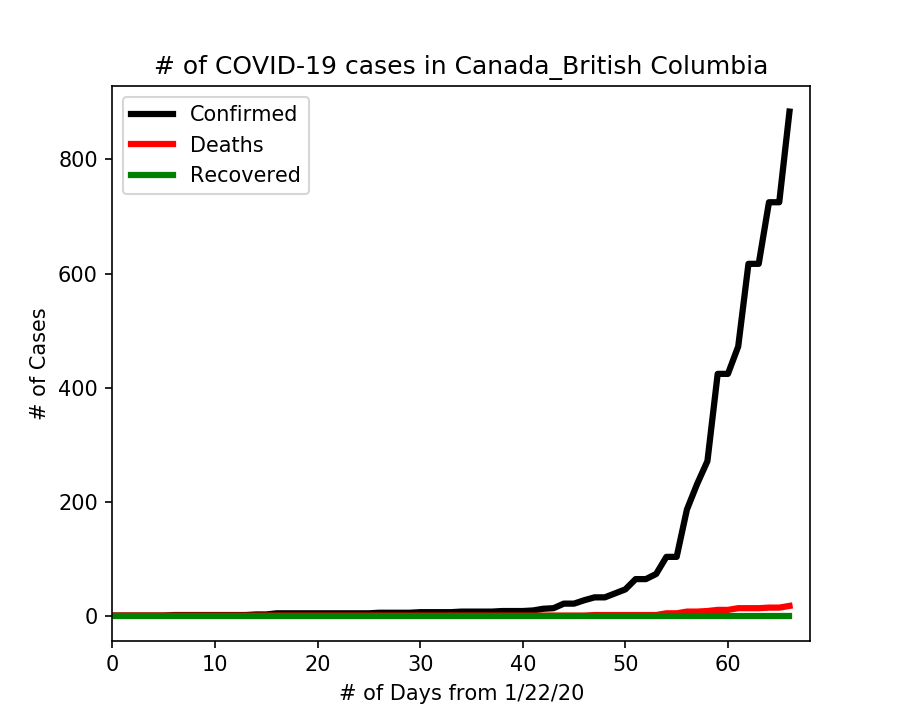 # of COVID-19 cases in Canada_British Columbia
Confirmed
Deaths
Recovered
800
600
400
200
0
# of Cases
0 10 20 30 40 50 60
# of Days from 1/22/20